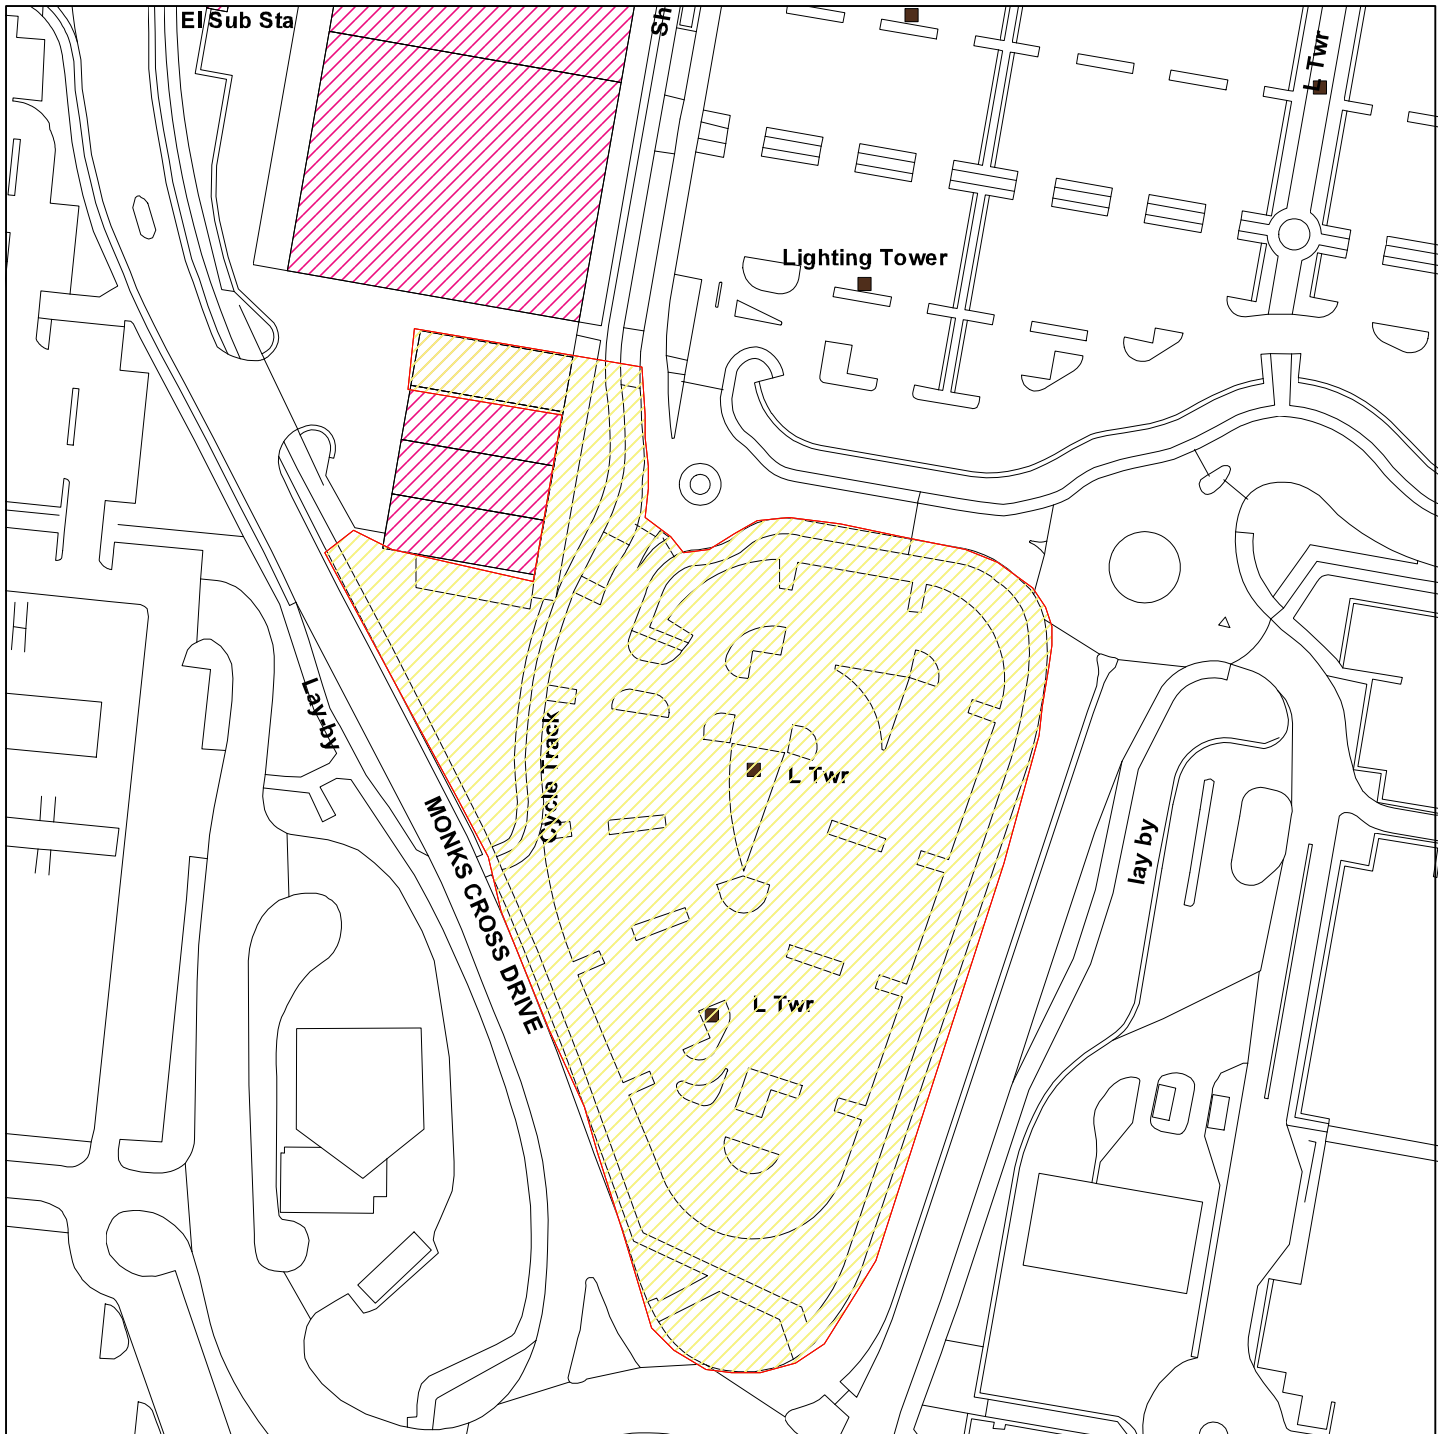 El Sub Sta
Sh
L Twr
Lighting Tower
Lay-by
Cycle Track
L Twr
MONKS CROSS DRIVE
lay by
L Twr